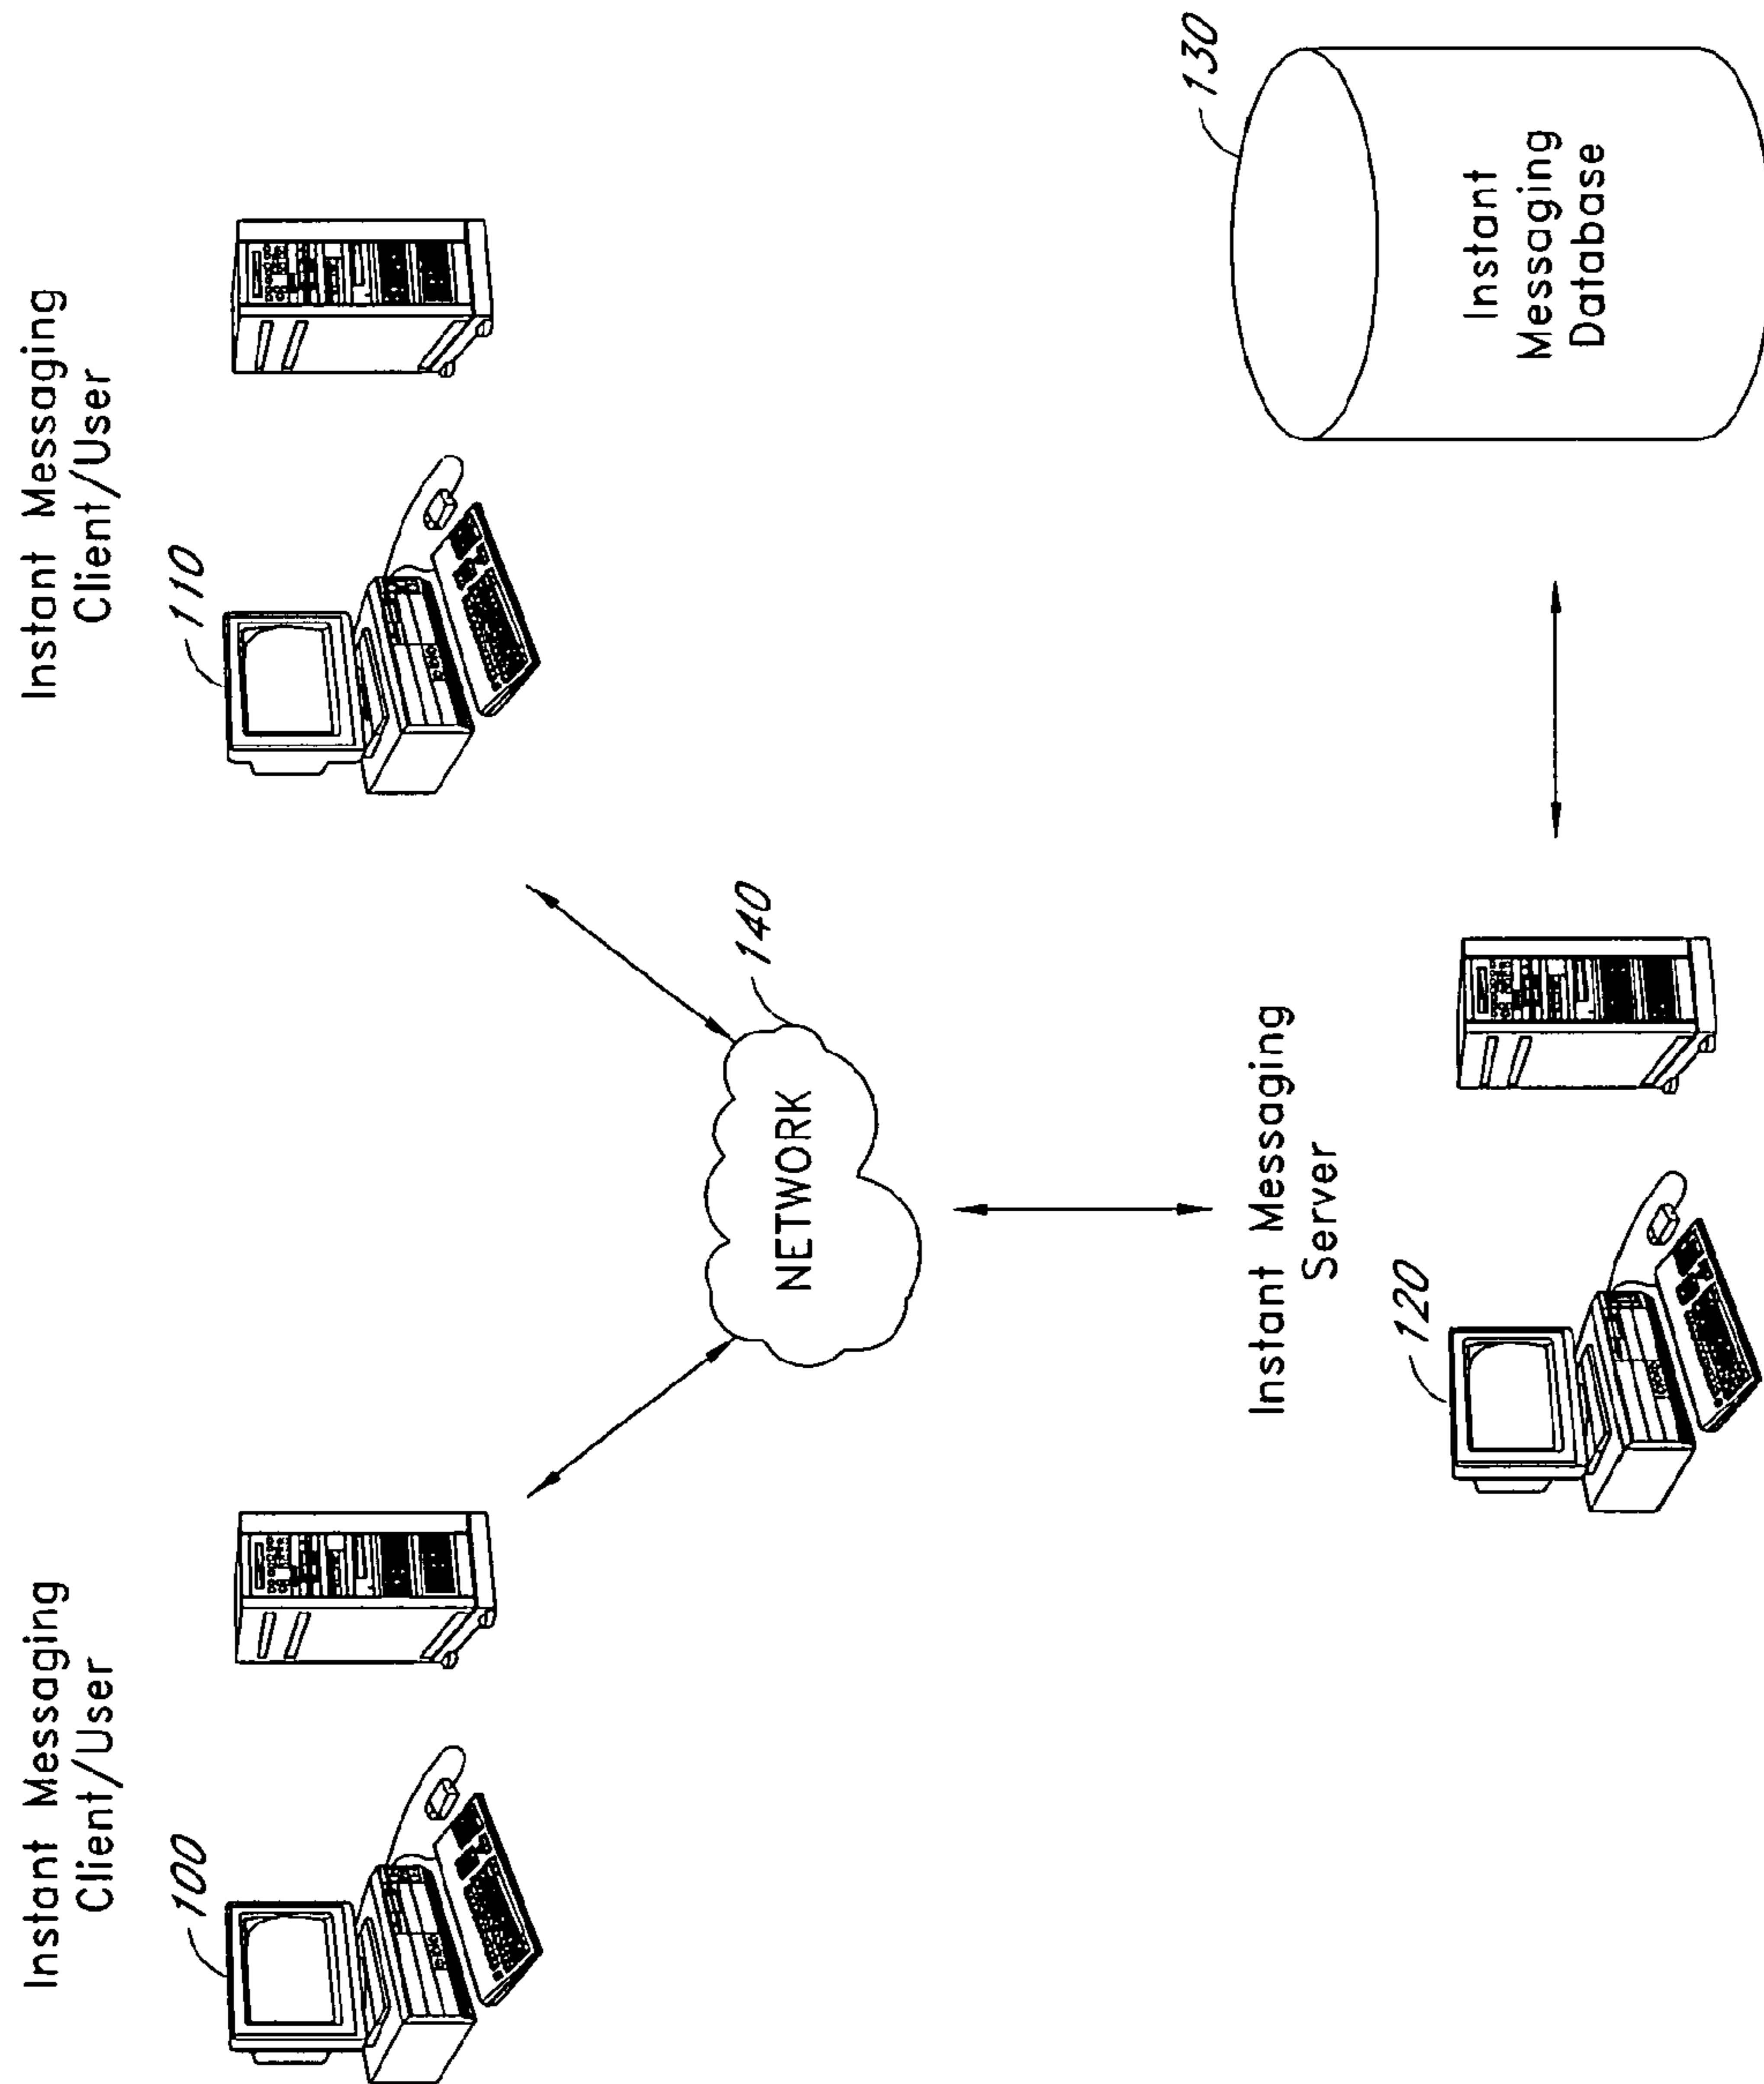 Instant Messaging
Client/User
100
Instant Messaging
Client/User
110
NETWORK
140
Instant Messaging
Server
120
130
Instant
Messaging
Database